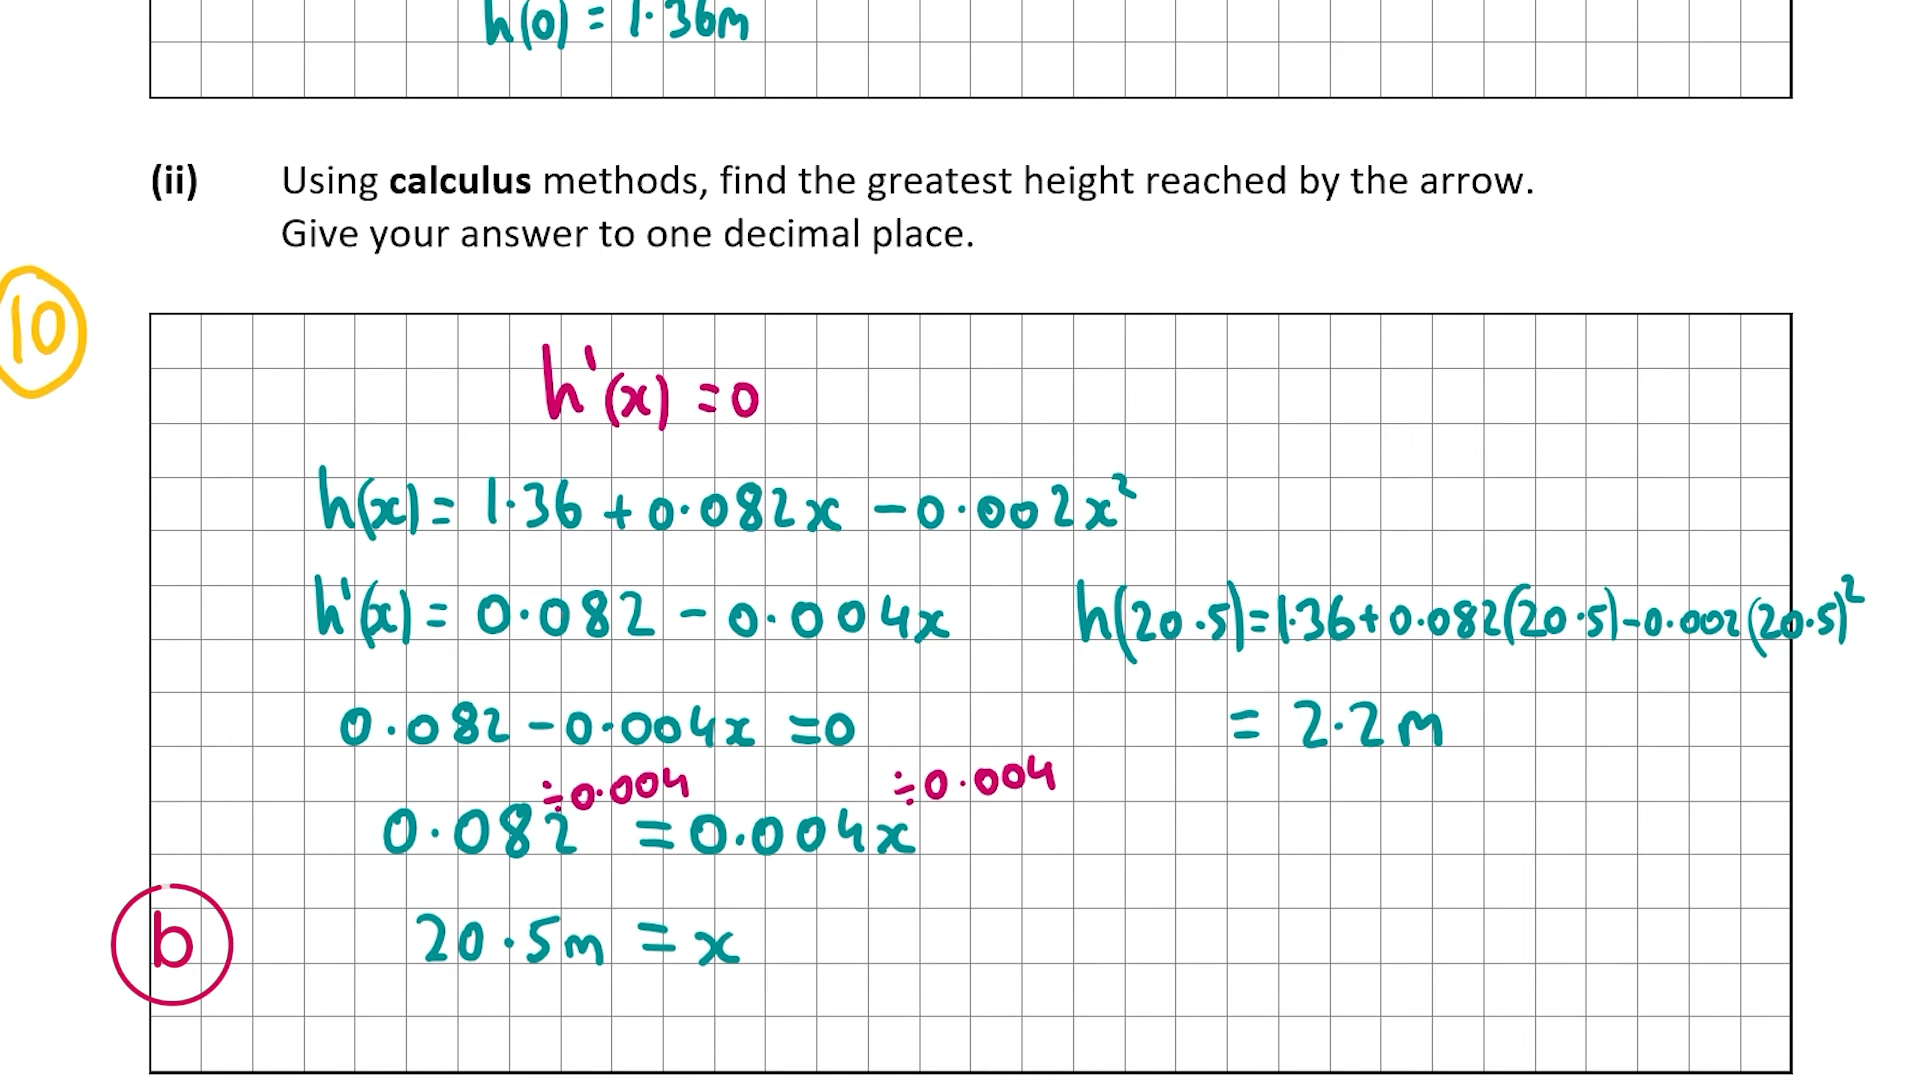 h(0) = 1.36m
(ii) Using calculus methods, find the greatest height reached by the arrow.
Give your answer to one decimal place.
10
h'(x) = 0
h(x) = 1.36 + 0.082x - 0.002x²
h'(x) = 0.082 - 0.004x
0.082 - 0.004x = 0
÷0.004 ÷0.004
0.082 = 0.004x
b
20.5m = x
h(20.5) = 1.36 + 0.082(20.5) - 0.002(20.5)²
= 2.2m